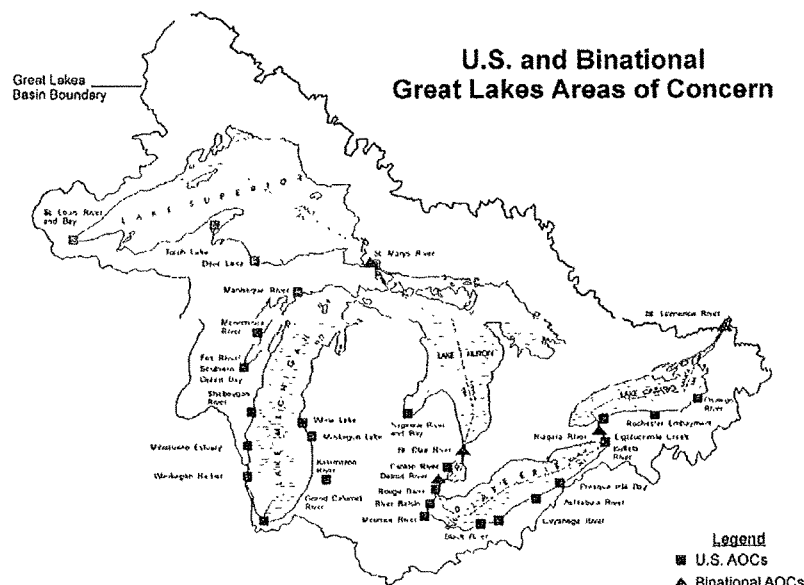 U.S. and Binational
Great Lakes Areas of Concern
Great Lakes
Basin Boundary
LAKE SUPERIOR
St. Louis River
and Bay
Torch Lake
Deer Lake
St. Marys River
Manistique River
Menominee
River
Fox River/
Southern
Green Bay
Sheboygan
River
Milwaukee Estuary
Waukegan Harbor
LAKE MICHIGAN
White Lake
Muskegon Lake
Kalamazoo
River
Grand Calumet
River
LAKE HURON
Saginaw River
and Bay
St. Clair River
Clinton River
Detroit River
Rouge River
River Raisin
Maumee River
Black River
LAKE ERIE
Cuyahoga River
Ashtabula River
Presque Isle Bay
Buffalo
River
Eighteenmile Creek
Niagara River
Rochester Embayment
Oswego
River
St. Lawrence River
Legend
U.S. AOCs
Binational AOCs